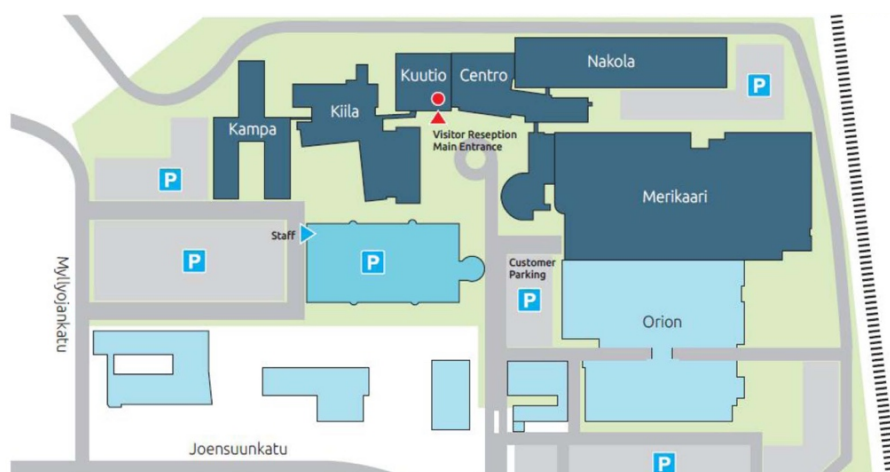 Nakola
Kuutio
Centro
P
Kiila
Kampa
Visitor Reseption
Main Entrance
P
Merikaari
Staff
P
P
Customer
Parking
P
Myllyojankatu
Orion
Joensuunkatu
P